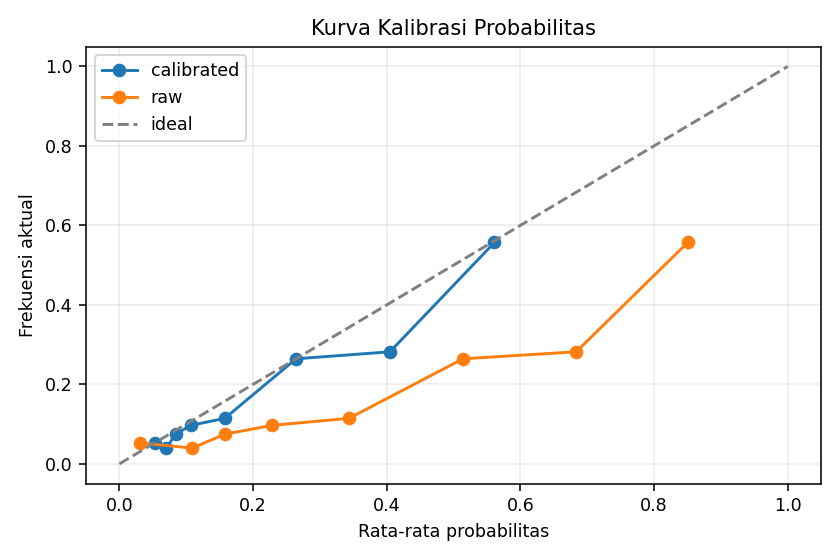 Kurva Kalibrasi Probabilitas
calibrated
raw
ideal
Frekuensi aktual
1.0
0.8
0.6
0.4
0.2
0.0
0.0 0.2 0.4 0.6 0.8 1.0
Rata-rata probabilitas